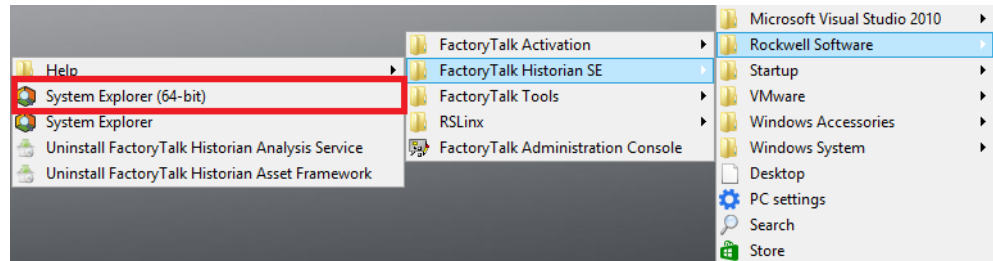 Microsoft Visual Studio 2010
Rockwell Software
Startup
VMware
Windows Accessories
Windows System
Desktop
PC settings
Search
Store
FactoryTalk Activation
FactoryTalk Historian SE
FactoryTalk Tools
RSLinx
FactoryTalk Administration Console
Help
System Explorer (64-bit)
System Explorer
Uninstall FactoryTalk Historian Analysis Service
Uninstall FactoryTalk Historian Asset Framework